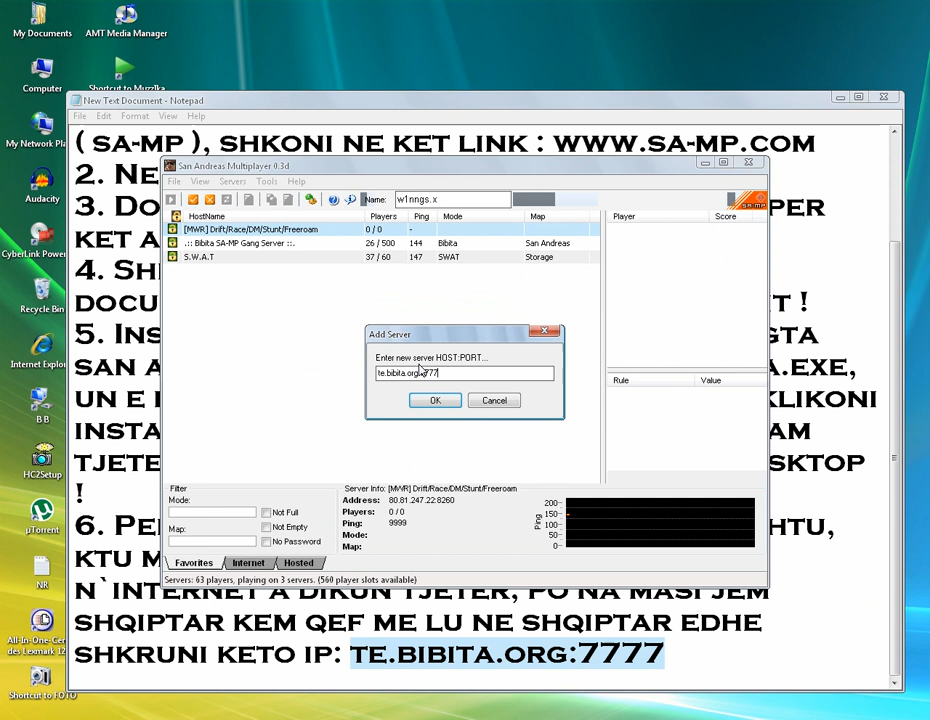 My Documents
AMT Media Manager
Computer
Shortcut to Muzzika
My Network Pla
Audacity
CyberLink Power
Recycle Bin
Internet Explor
B B
HC2Setup
µTorrent
NR
All-In-One-Cen
des Lexmark 12
Shortcut to FOTO
New Text Document - Notepad
File Edit Format View Help
( SA-MP ), SHKONI NE KET LINK : WWW.SA-MP.COM
2. NE
3. DO
PER
KET A
4. SH
DOCU
T !
5. INS
GTA
SAN A
A.EXE,
UN E
KLIKONI
INSTA
AM
TJETE
SKTOP
!
6. PE
HTU,
KTU M
N`INTERNET A DIKUN TJETER, PO NA MASI JEM
SHQIPTAR KEM QEF ME LU NE SHQIPTAR EDHE
SHKRUNI KETO IP: TE.BIBITA.ORG:7777
San Andreas Multiplayer 0.3d
File View Servers Tools Help
Name: w1nngs.x
SA-MP
HostName Players Ping Mode Map
[MWR] Drift/Race/DM/Stunt/Freeroam 0 / 0 -
.:: Bibita SA-MP Gang Server ::. 26 / 500 144 Bibita San Andreas
S.W.A.T 37 / 60 147 SWAT Storage
Player Score
Rule Value
Add Server
Enter new server HOST:PORT...
te.bibita.org:777
OK Cancel
Filter
Mode:
Not Full
Not Empty
Map:
No Password
Server Info: [MWR] Drift/Race/DM/Stunt/Freeroam
Address: 80.81.247.22:8260
Players: 0 / 0
Ping: 9999
Mode:
Map:
Ping
200
150
100
50
0
Favorites Internet Hosted
Servers: 63 players, playing on 3 servers. (560 player slots available)